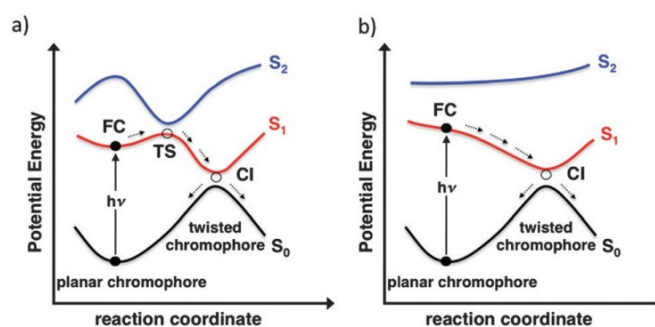 a)
Potential Energy
S2
FC
TS
S1
hν
CI
twisted
chromophore
S0
planar chromophore
reaction coordinate
b)
Potential Energy
S2
FC
S1
hν
CI
twisted
chromophore
S0
planar chromophore
reaction coordinate